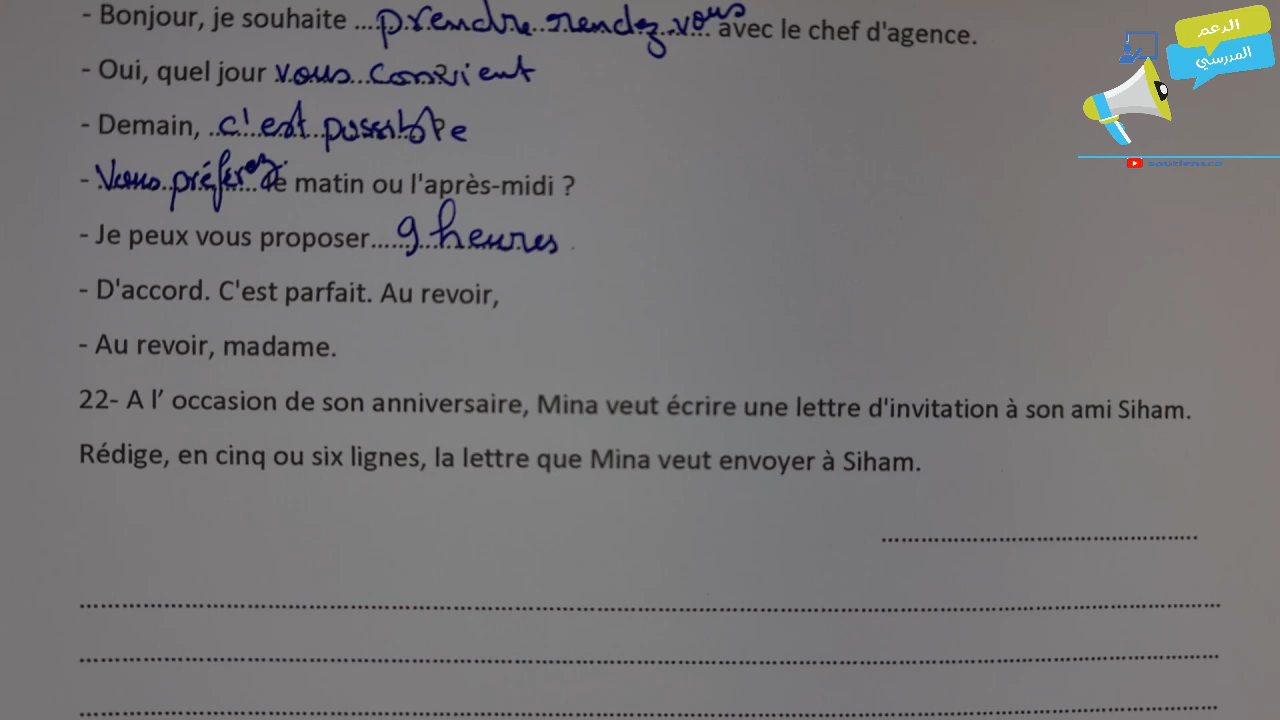 - Bonjour, je souhaite ....prendre rendez-vous... avec le chef d'agence.
- Oui, quel jour vous convient
- Demain, c'est possible
- Vous préférez le matin ou l'après-midi ?
- Je peux vous proposer...9 heures
- D'accord. C'est parfait. Au revoir,
- Au revoir, madame.
22- A l’ occasion de son anniversaire, Mina veut écrire une lettre d'invitation à son ami Siham.
Rédige, en cinq ou six lignes, la lettre que Mina veut envoyer à Siham.
الدعم
المدرسي
soutiensco